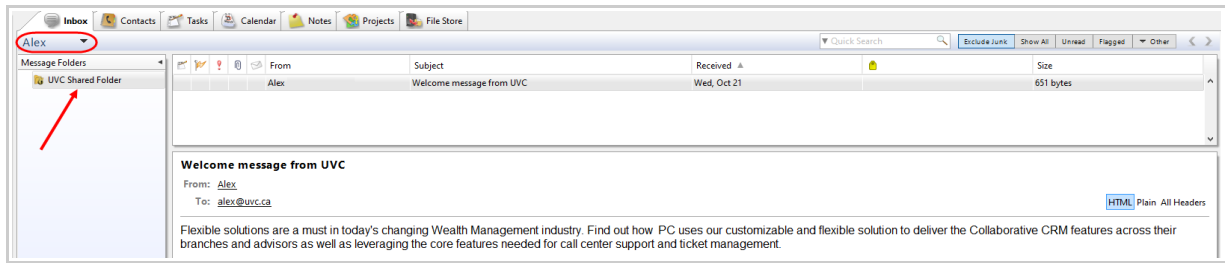 Inbox Contacts Tasks Calendar Notes Projects File Store
Alex Quick Search Exclude Junk Show All Unread Flagged Other
Message Folders From Subject Received Size
UVC Shared Folder Alex Welcome message from UVC Wed, Oct 21 651 bytes
Welcome message from UVC
From: Alex
To: alex@uvc.ca HTML Plain All Headers
Flexible solutions are a must in today's changing Wealth Management industry. Find out how PC uses our customizable and flexible solution to deliver the Collaborative CRM features across their
branches and advisors as well as leveraging the core features needed for call center support and ticket management.